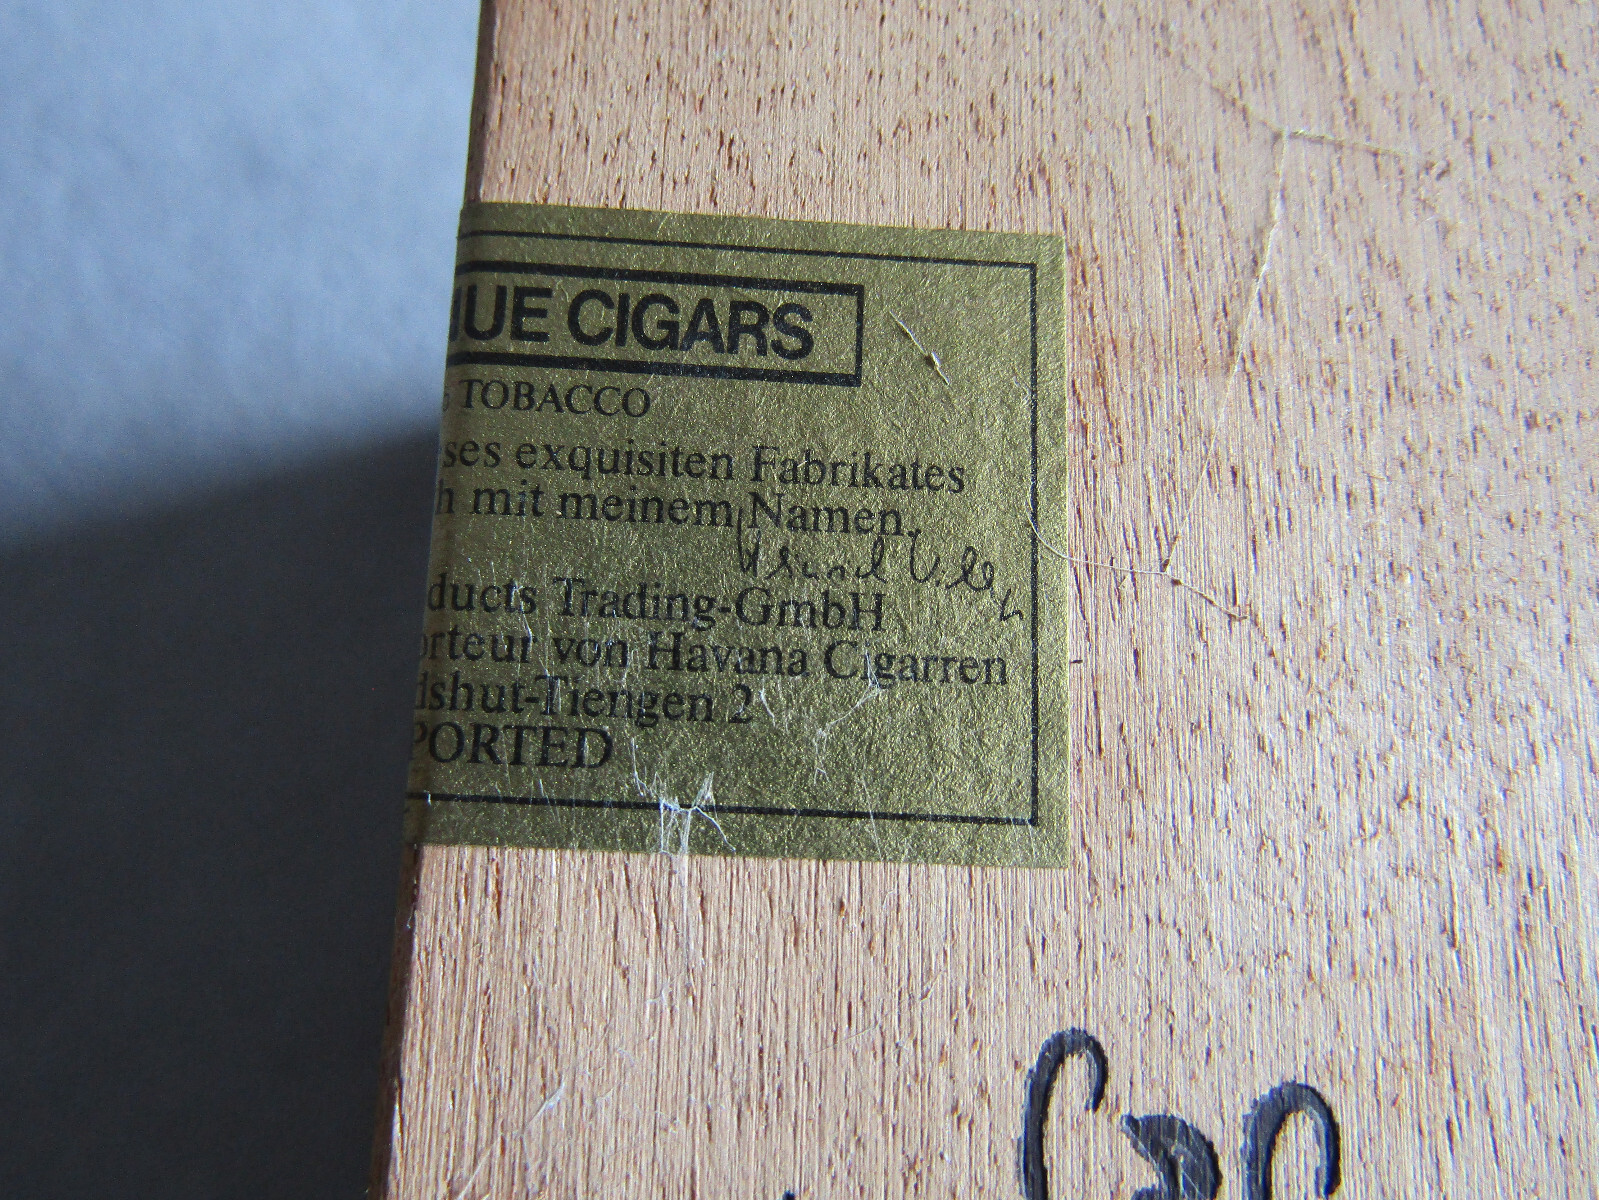 IUE CIGARS
TOBACCO
ses exquisiten Fabrikates
h mit meinem Namen.
ducts Trading-GmbH
orteur von Havana Cigarren
dshut-Tiengen 2
PORTED